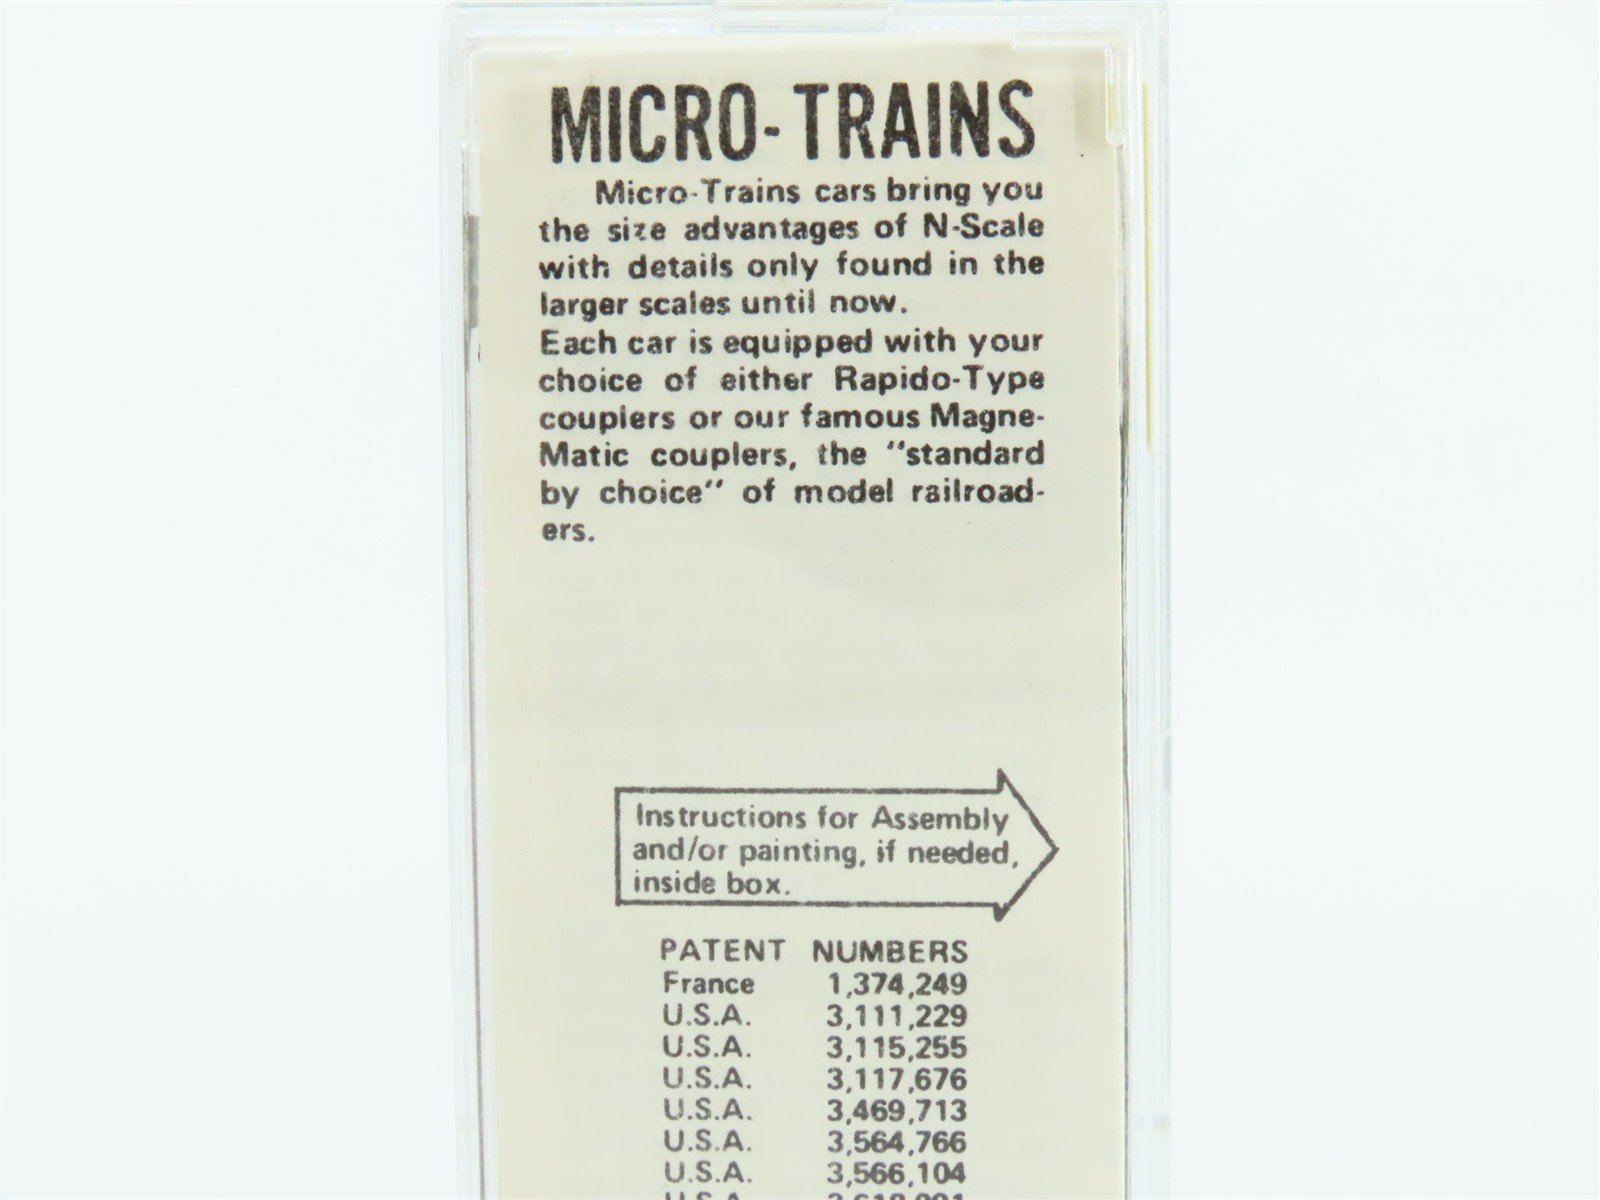 MICRO-TRAINS
Micro-Trains cars bring you
the size advantages of N-Scale
with details only found in the
larger scales until now.
Each car is equipped with your
choice of either Rapido-Type
couplers or our famous Magne-
Matic couplers, the "standard
by choice" of model railroad-
ers.
Instructions for Assembly
and/or painting, if needed,
inside box.
PATENT NUMBERS
France 1,374,249
U.S.A. 3,111,229
U.S.A. 3,115,255
U.S.A. 3,117,676
U.S.A. 3,469,713
U.S.A. 3,564,766
U.S.A. 3,566,104
U.S.A.